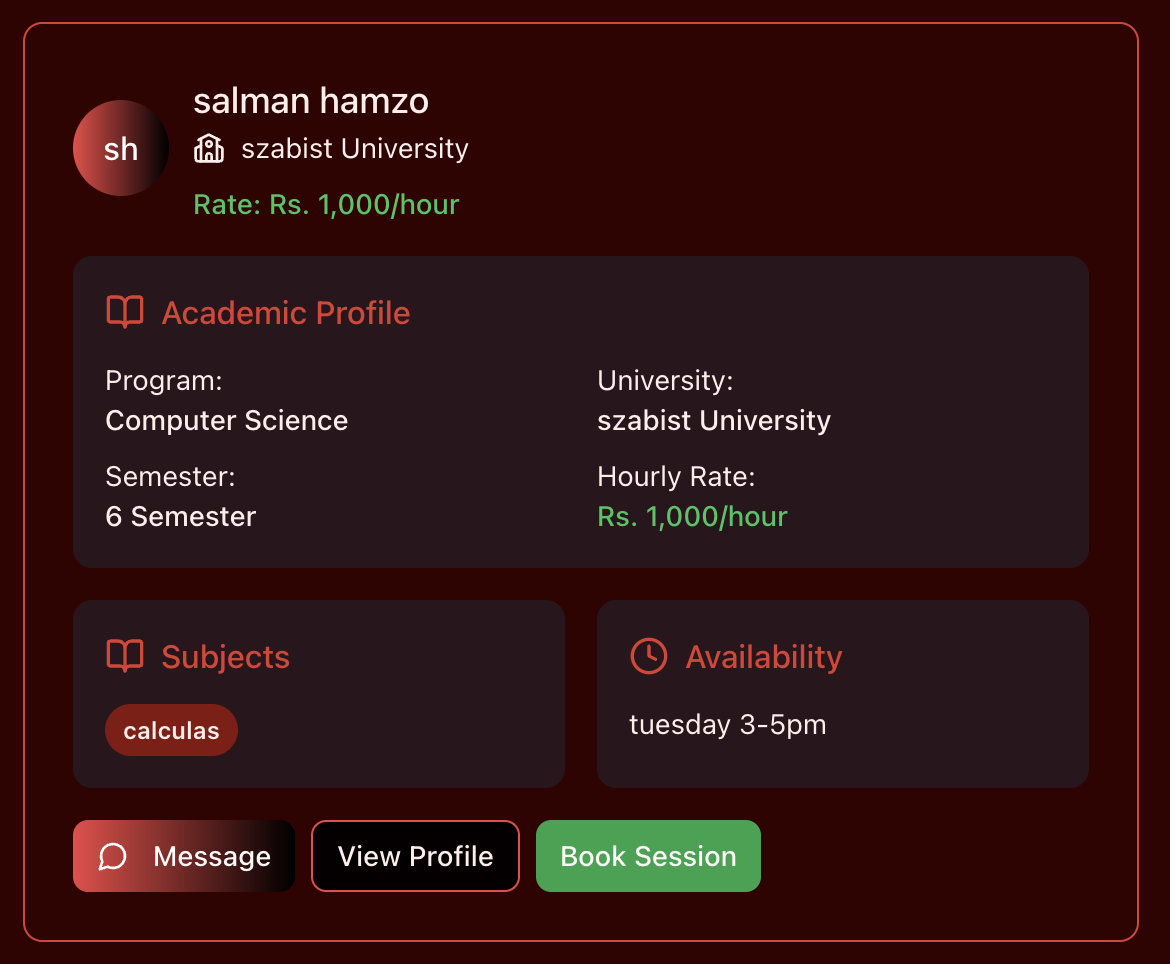 sh
salman hamzo
szabist University
Rate: Rs. 1,000/hour
Academic Profile
Program:
Computer Science
University:
szabist University
Semester:
6 Semester
Hourly Rate:
Rs. 1,000/hour
Subjects
calculas
Availability
tuesday 3-5pm
Message
View Profile
Book Session